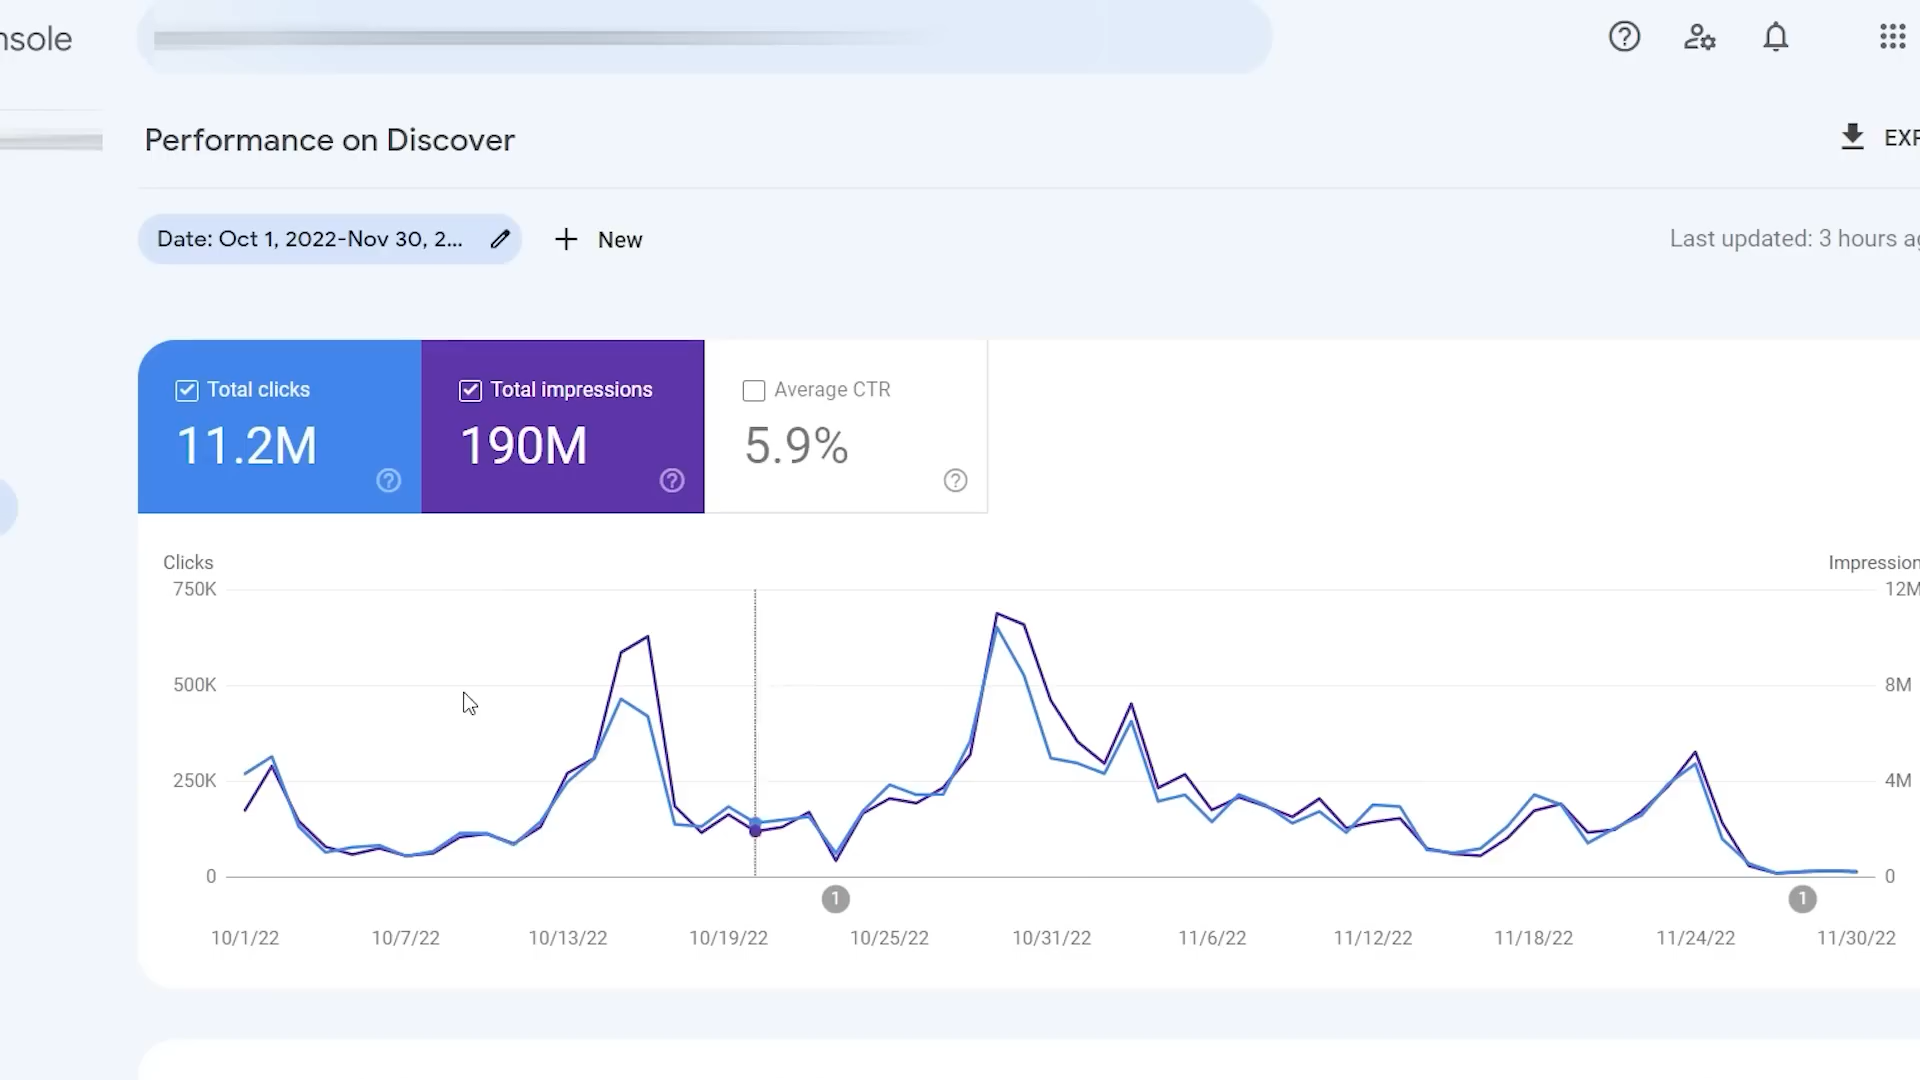 nsole
Performance on Discover
EXP
Date: Oct 1, 2022-Nov 30, 2...
New
Last updated: 3 hours ag
Total clicks
11.2M
Total impressions
190M
Average CTR
5.9%
Clicks
Impression
750K
12M
500K
8M
250K
4M
0
0
1
1
10/1/22
10/7/22
10/13/22
10/19/22
10/25/22
10/31/22
11/6/22
11/12/22
11/18/22
11/24/22
11/30/22